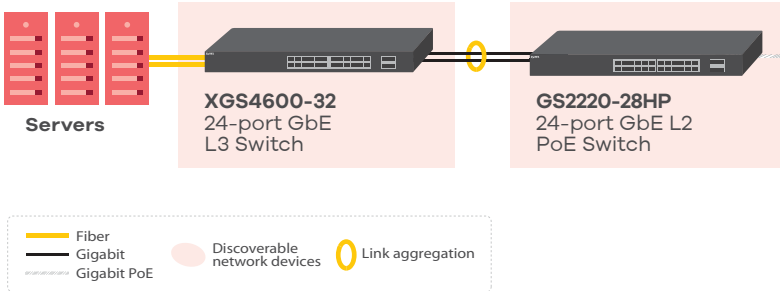 Servers
XGS4600-32
24-port GbE
L3 Switch
GS2220-28HP
24-port GbE L2
PoE Switch
Fiber
Gigabit
Gigabit PoE
Discoverable
network devices
Link aggregation